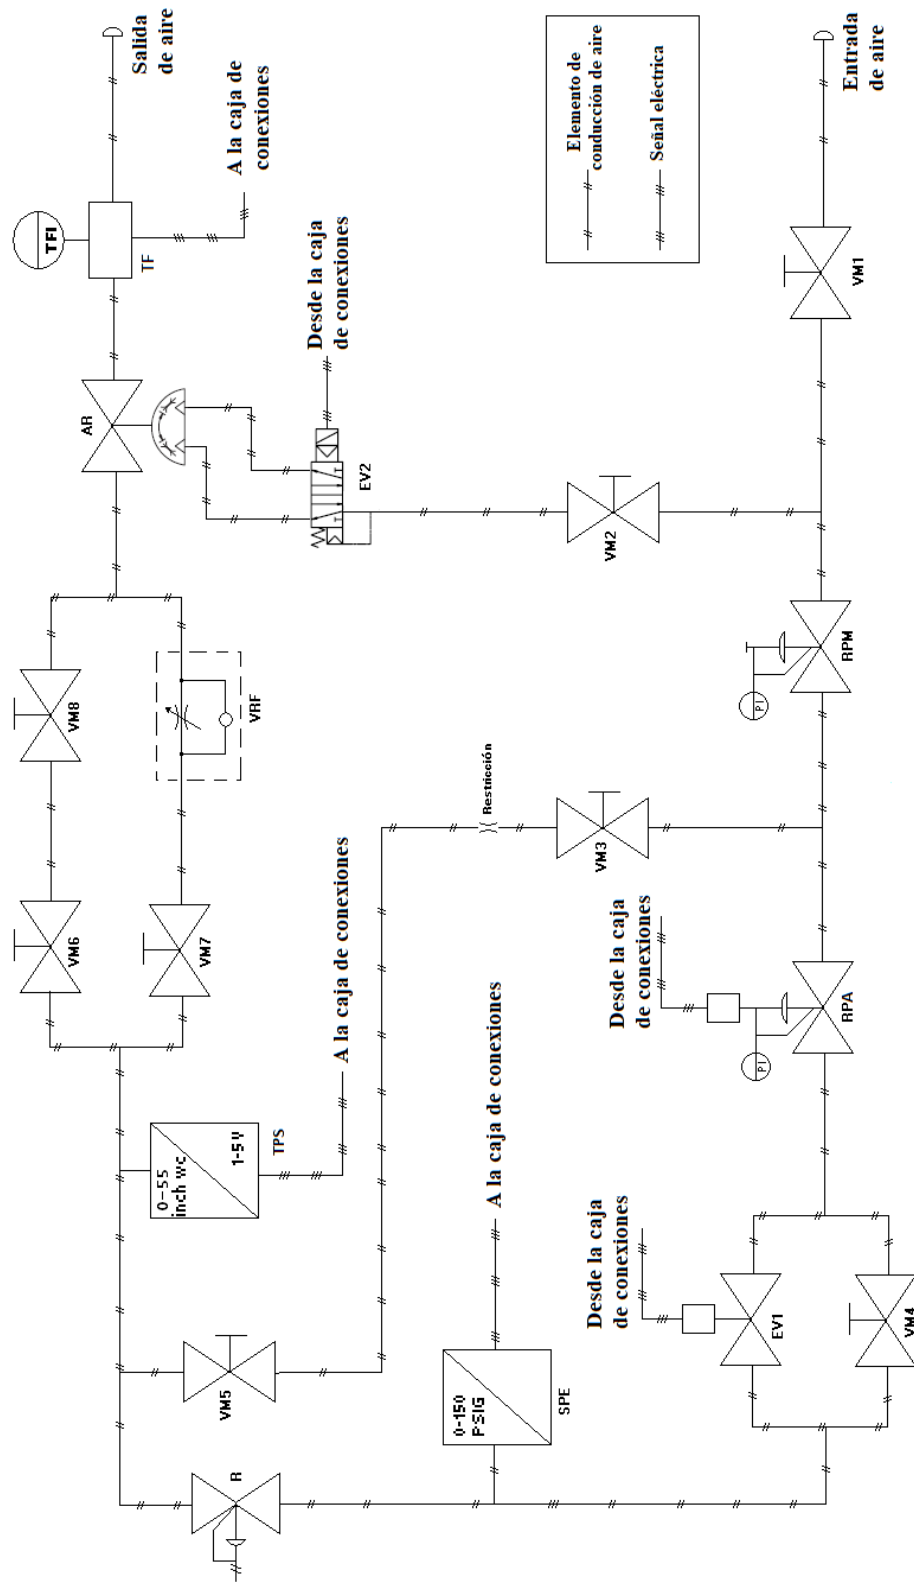 TFI
VM6
VM8
AR
TF
Salida
de aire
0-55
inch wc
1-5V
TPS
VM7
VRF
A la caja de
conexiones
R
VM5
A la caja de conexiones
Desde la caja
de conexiones
EV2
0-150
PSIG
SPE
A la caja de conexiones
Restricción
VM3
VM2
Elemento de
conducción de aire
Señal eléctrica
Desde la caja
de conexiones
Desde la caja
de conexiones
PI
PI
EV1
RPA
RPM
VM1
Entrada
de aire
VM4